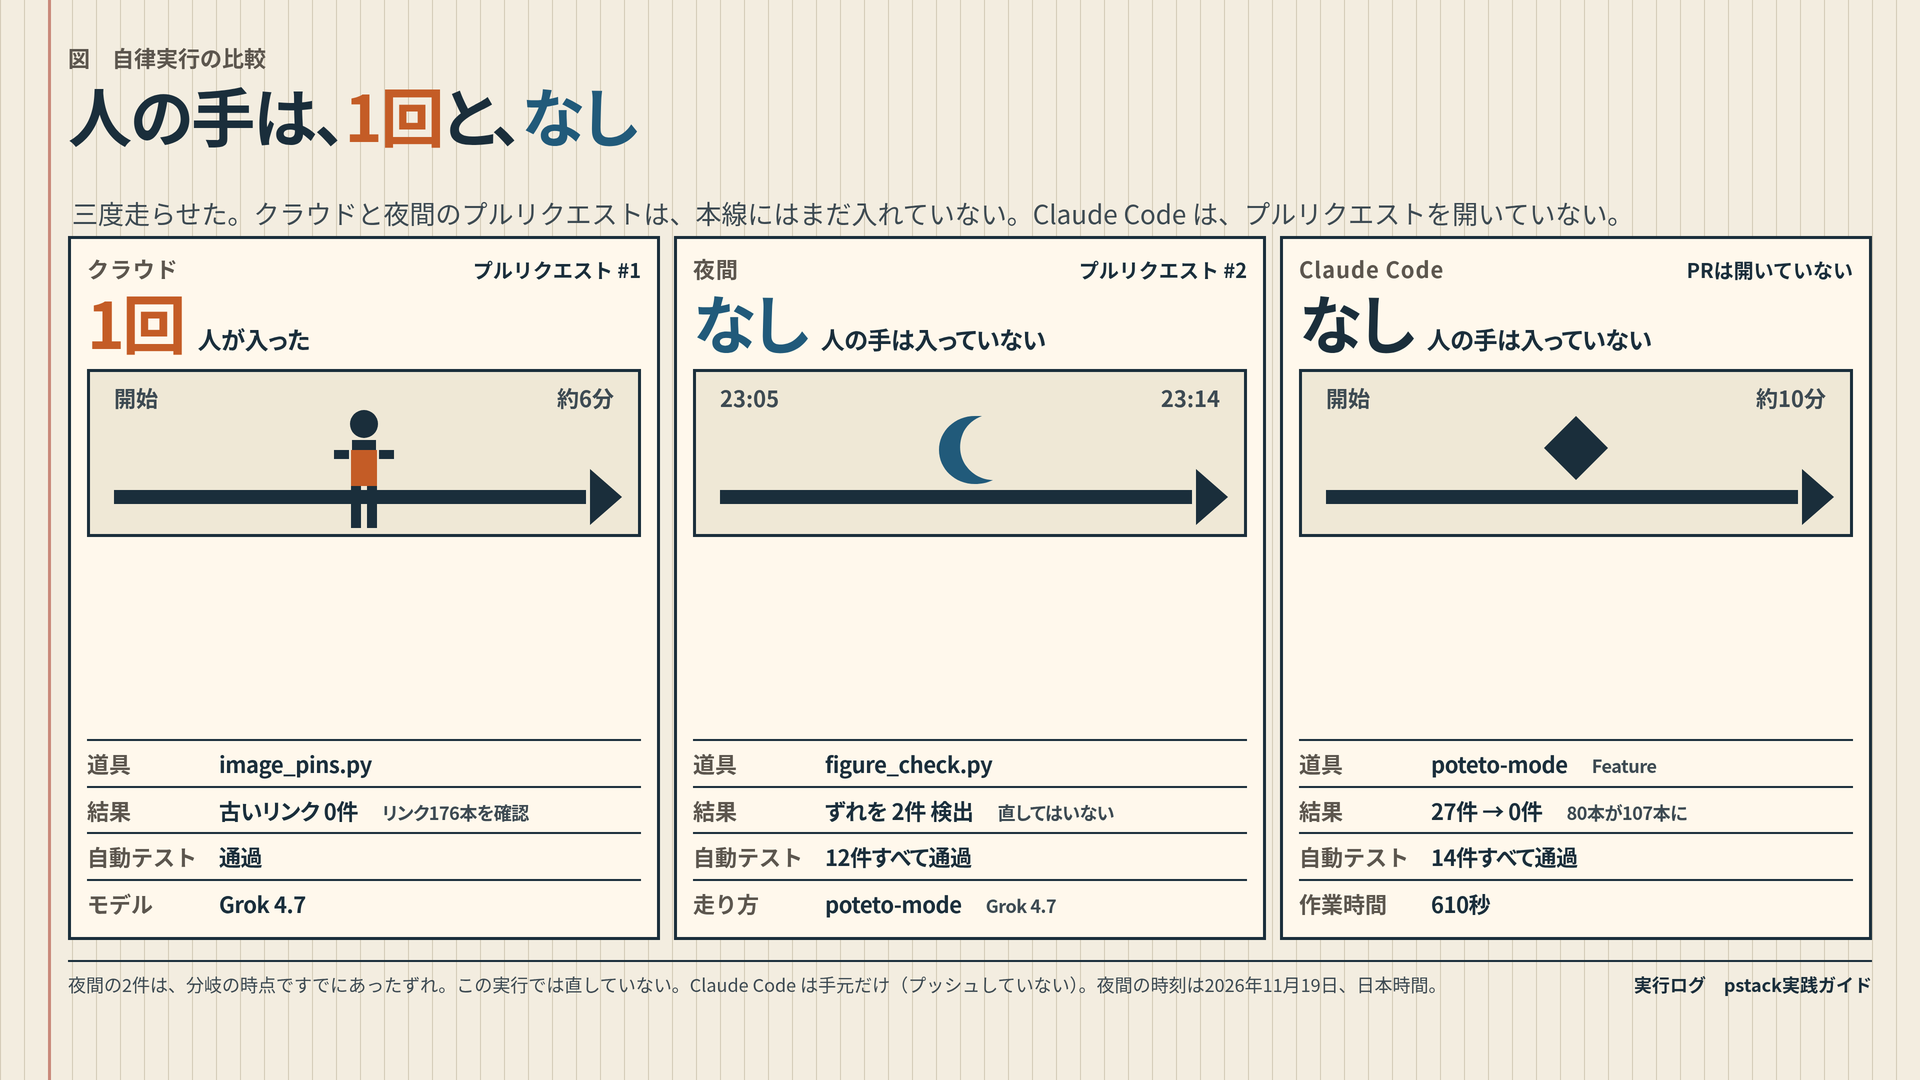 図　自律実行の比較
人の手は、1回と、なし
三度走らせた。クラウドと夜間のプルリクエストは、本線にはまだ入れていない。Claude Code は、プルリクエストを開いていない。
クラウド　プルリクエスト #1
1回 人が入った
開始　約6分
道具　image_pins.py
結果　古いリンク 0件　リンク176本を確認
自動テスト　通過
モデル　Grok 4.7
夜間　プルリクエスト #2
なし 人の手は入っていない
23:05　23:14
道具　figure_check.py
結果　ずれを 2件 検出　直してはいない
自動テスト　12件すべて通過
走り方　poteto-mode　Grok 4.7
Claude Code　PRは開いていない
なし 人の手は入っていない
開始　約10分
道具　poteto-mode　Feature
結果　27件 → 0件　80本が107本に
自動テスト　14件すべて通過
作業時間　610秒
夜間の2件は、分岐の時点ですでにあったずれ。この実行では直していない。Claude Code は手元だけ（プッシュしていない）。夜間の時刻は2026年11月19日、日本時間。
実行ログ　pstack実践ガイド